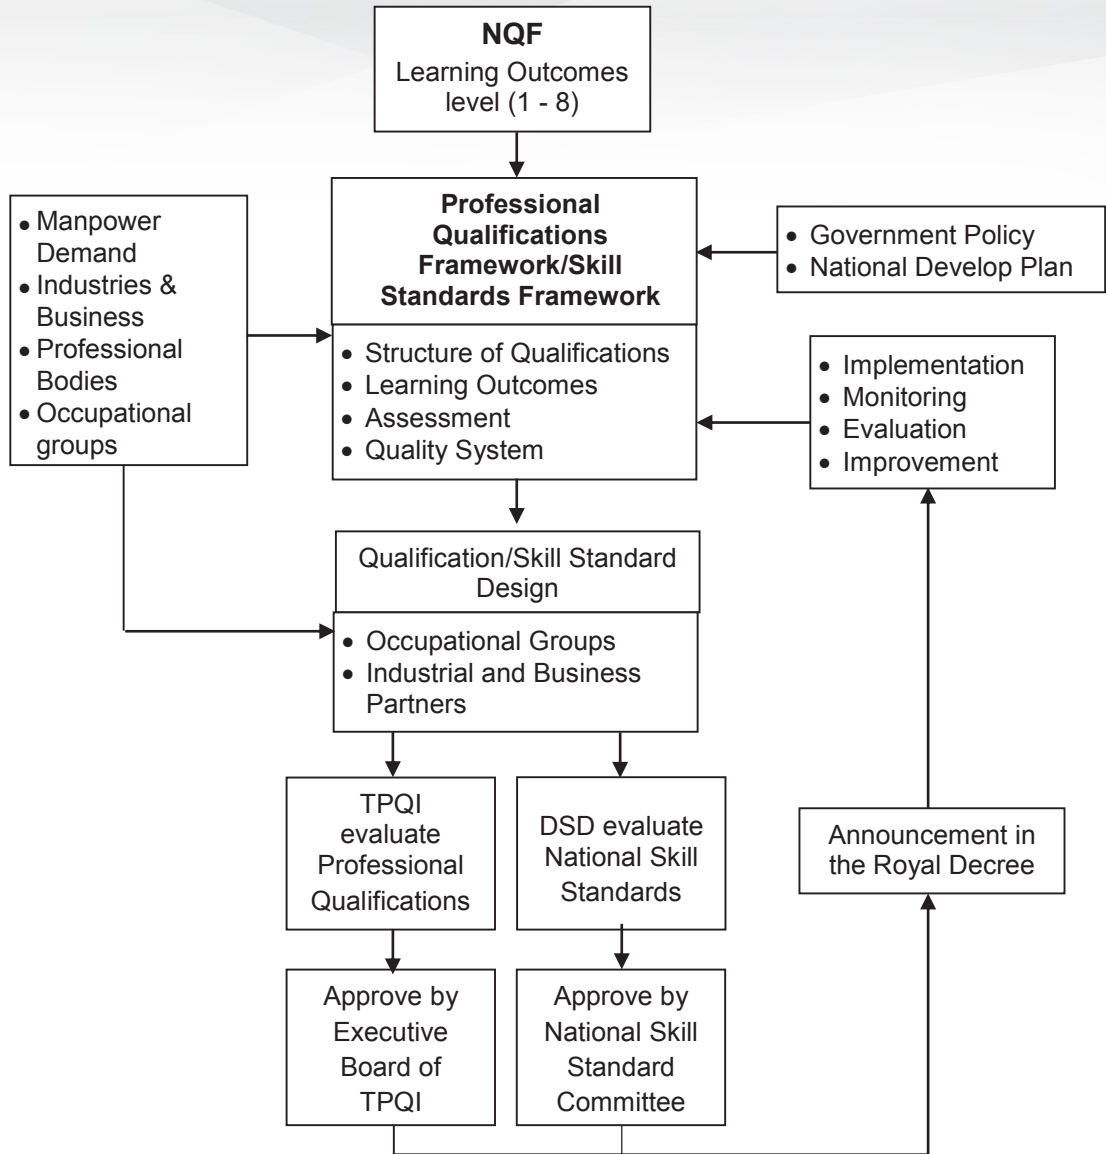 NQF
Learning Outcomes
level (1 - 8)
• Manpower
Demand
• Industries &
Business
• Professional
Bodies
• Occupational
groups
Professional
Qualifications
Framework/Skill
Standards Framework
• Structure of Qualifications
• Learning Outcomes
• Assessment
• Quality System
• Government Policy
• National Develop Plan
• Implementation
• Monitoring
• Evaluation
• Improvement
Qualification/Skill Standard
Design
• Occupational Groups
• Industrial and Business
Partners
TPQI
evaluate
Professional
Qualifications
DSD evaluate
National Skill
Standards
Announcement in
the Royal Decree
Approve by
Executive
Board of
TPQI
Approve by
National Skill
Standard
Committee